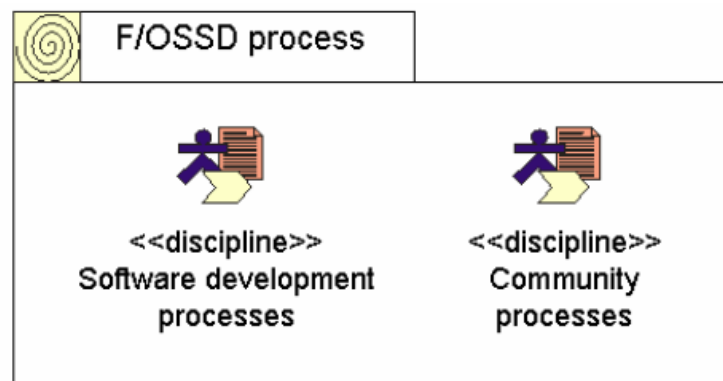 F/OSSD process
<<discipline>>
Software development
processes
<<discipline>>
Community
processes